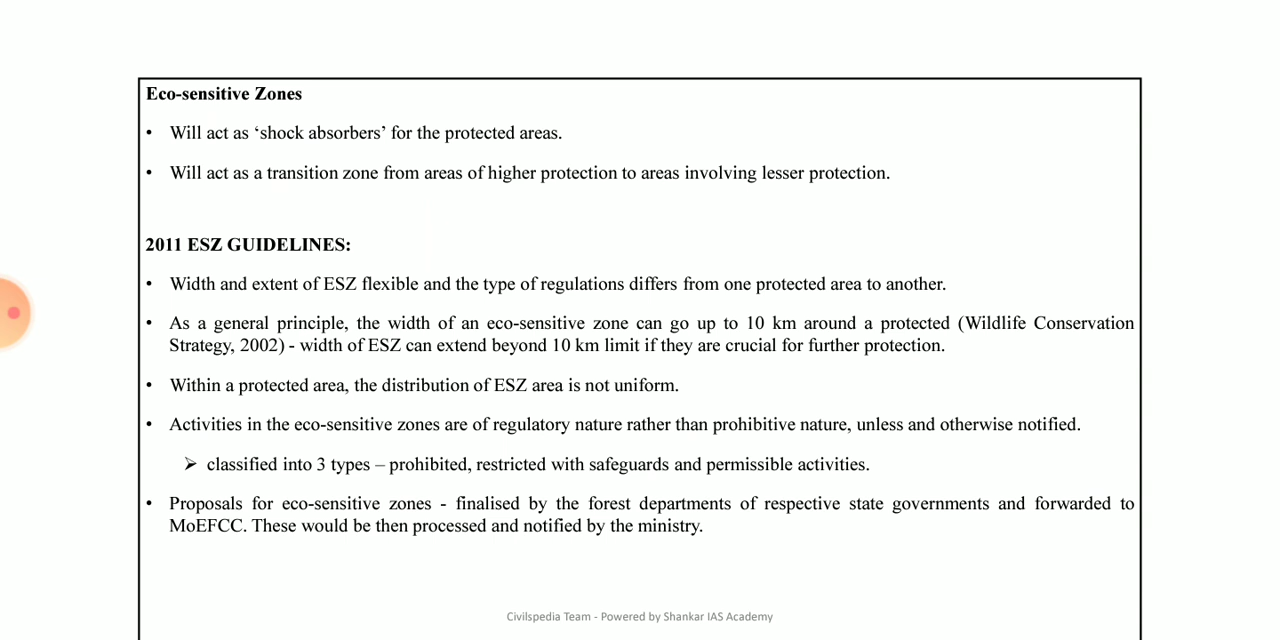 Eco-sensitive Zones
• Will act as ‘shock absorbers’ for the protected areas.
• Will act as a transition zone from areas of higher protection to areas involving lesser protection.
2011 ESZ GUIDELINES:
• Width and extent of ESZ flexible and the type of regulations differs from one protected area to another.
• As a general principle, the width of an eco-sensitive zone can go up to 10 km around a protected (Wildlife Conservation
Strategy, 2002) - width of ESZ can extend beyond 10 km limit if they are crucial for further protection.
• Within a protected area, the distribution of ESZ area is not uniform.
• Activities in the eco-sensitive zones are of regulatory nature rather than prohibitive nature, unless and otherwise notified.
➢ classified into 3 types – prohibited, restricted with safeguards and permissible activities.
• Proposals for eco-sensitive zones - finalised by the forest departments of respective state governments and forwarded to
MoEFCC. These would be then processed and notified by the ministry.
Civilspedia Team - Powered by Shankar IAS Academy